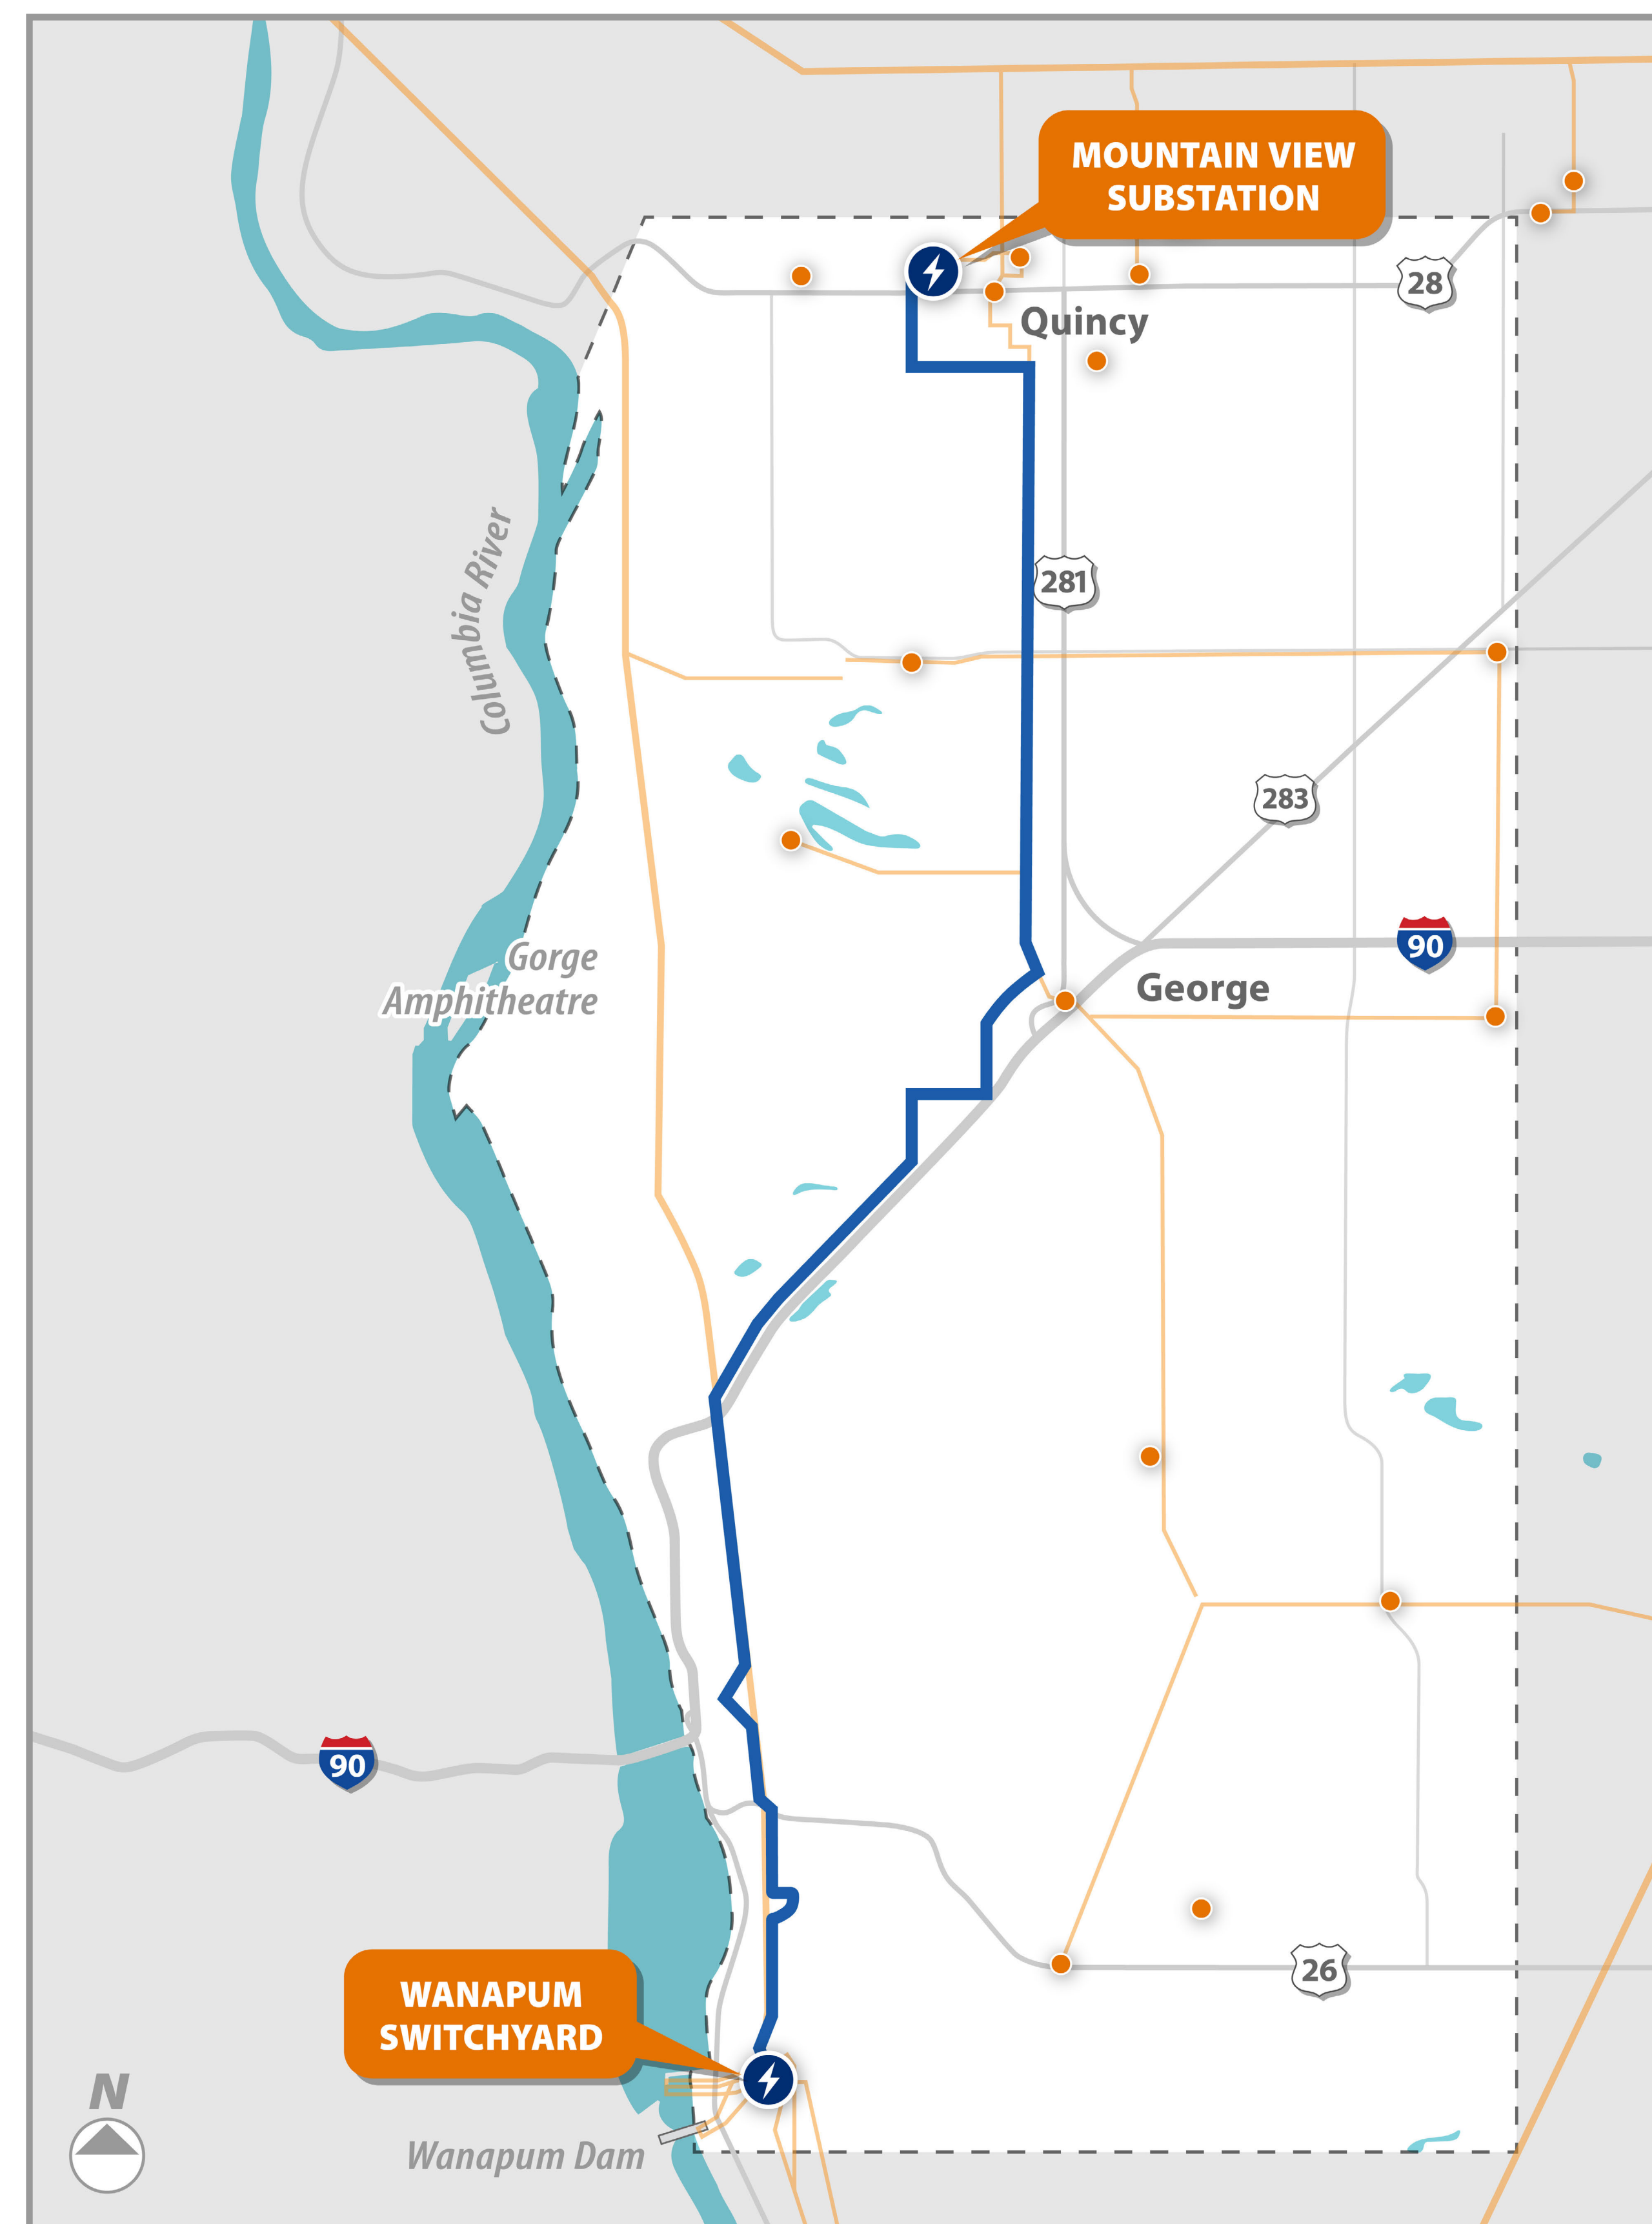 MOUNTAIN VIEW
SUBSTATION
28
Quincy
281
Columbia River
283
90
Gorge
Amphitheatre
George
90
WANAPUM
SWITCHYARD
26
N
Wanapum Dam